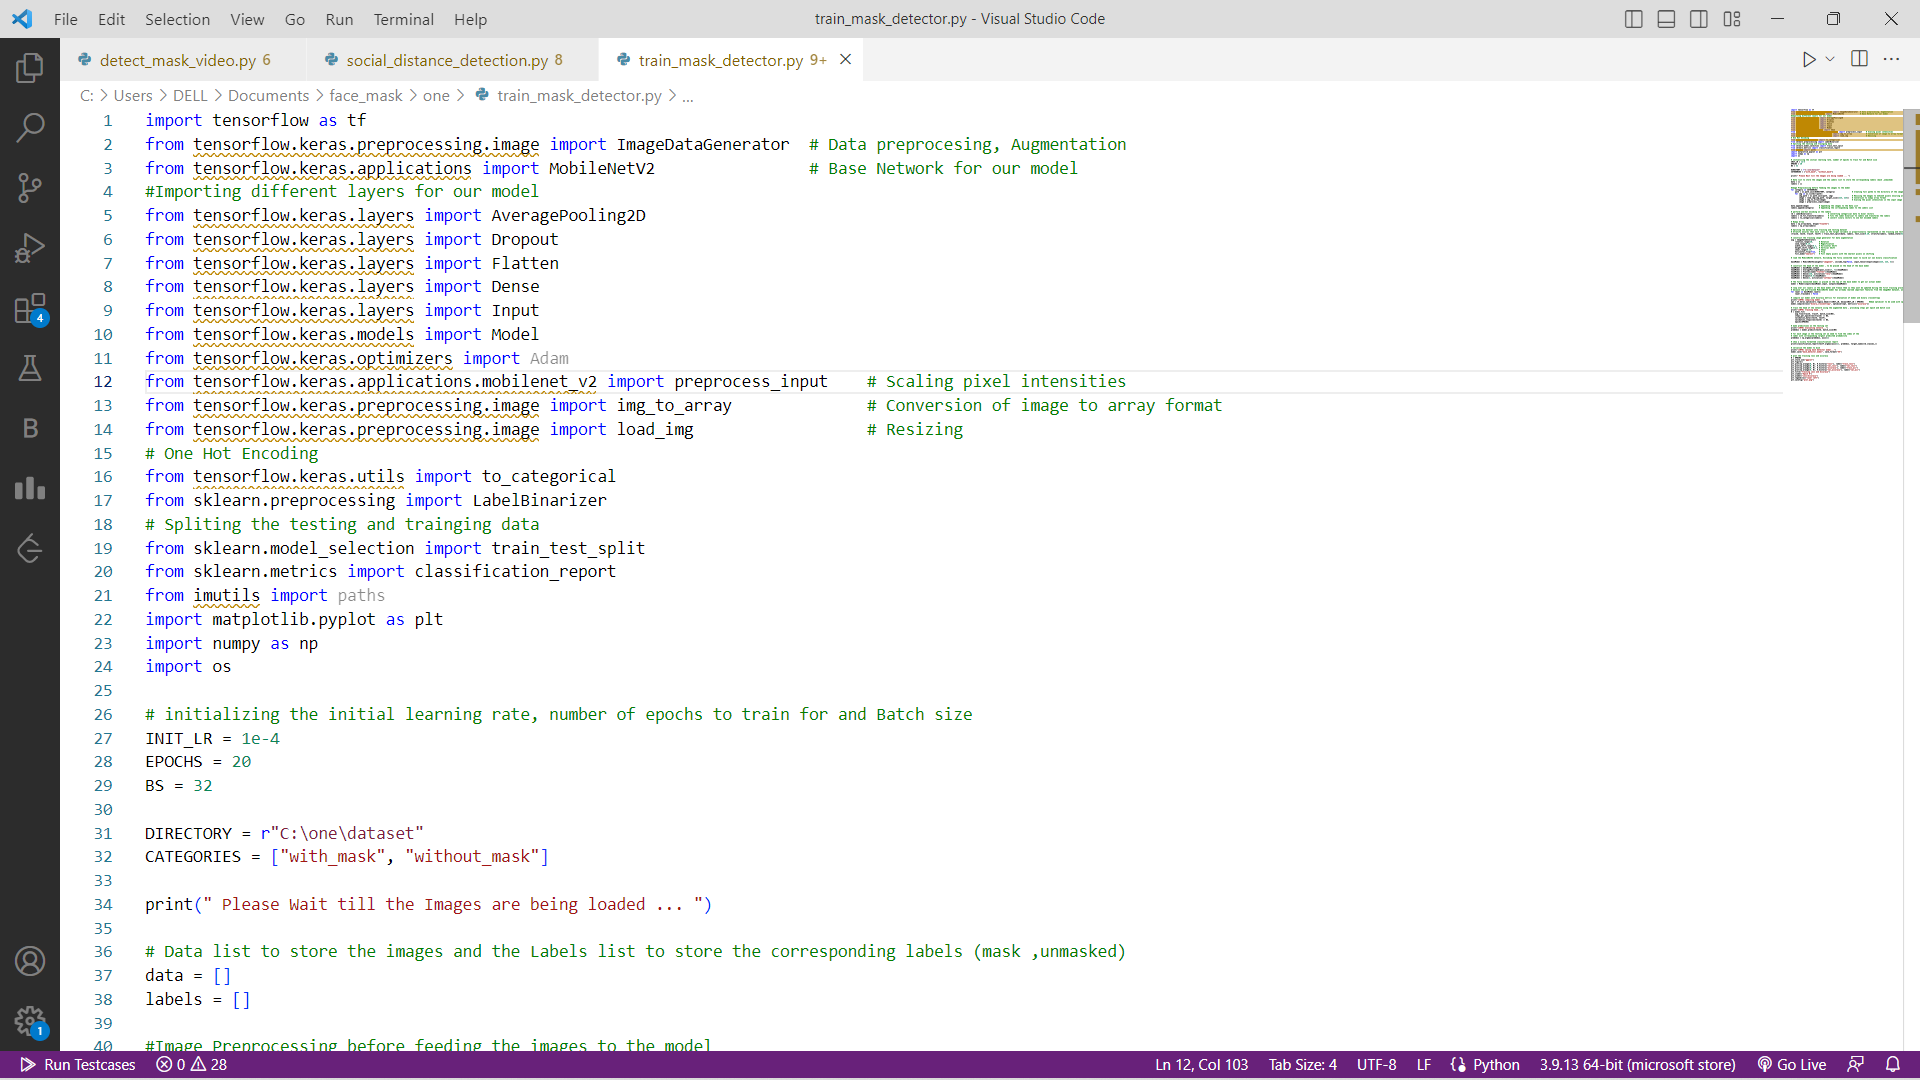 File Edit Selection View Go Run Terminal Help
train_mask_detector.py - Visual Studio Code
detect_mask_video.py 6
social_distance_detection.py 8
train_mask_detector.py 9+
C: > Users > DELL > Documents > face_mask > one > train_mask_detector.py > ...
1 import tensorflow as tf
2 from tensorflow.keras.preprocessing.image import ImageDataGenerator # Data preprocesing, Augmentation
3 from tensorflow.keras.applications import MobileNetV2 # Base Network for our model
4 #Importing different layers for our model
5 from tensorflow.keras.layers import AveragePooling2D
6 from tensorflow.keras.layers import Dropout
7 from tensorflow.keras.layers import Flatten
8 from tensorflow.keras.layers import Dense
9 from tensorflow.keras.layers import Input
10 from tensorflow.keras.models import Model
11 from tensorflow.keras.optimizers import Adam
12 from tensorflow.keras.applications.mobilenet_v2 import preprocess_input # Scaling pixel intensities
13 from tensorflow.keras.preprocessing.image import img_to_array # Conversion of image to array format
14 from tensorflow.keras.preprocessing.image import load_img # Resizing
15 # One Hot Encoding
16 from tensorflow.keras.utils import to_categorical
17 from sklearn.preprocessing import LabelBinarizer
18 # Spliting the testing and trainging data
19 from sklearn.model_selection import train_test_split
20 from sklearn.metrics import classification_report
21 from imutils import paths
22 import matplotlib.pyplot as plt
23 import numpy as np
24 import os
25
26 # initializing the initial learning rate, number of epochs to train for and Batch size
27 INIT_LR = 1e-4
28 EPOCHS = 20
29 BS = 32
30
31 DIRECTORY = r"C:\one\dataset"
32 CATEGORIES = ["with_mask", "without_mask"]
33
34 print(" Please Wait till the Images are being loaded ... ")
35
36 # Data list to store the images and the Labels list to store the corresponding labels (mask ,unmasked)
37 data = []
38 labels = []
39
40 #Image Preprocessing before feeding the images to the model
4
B
1
Run Testcases 0 28
Ln 12, Col 103 Tab Size: 4 UTF-8 LF Python 3.9.13 64-bit (microsoft store) Go Live